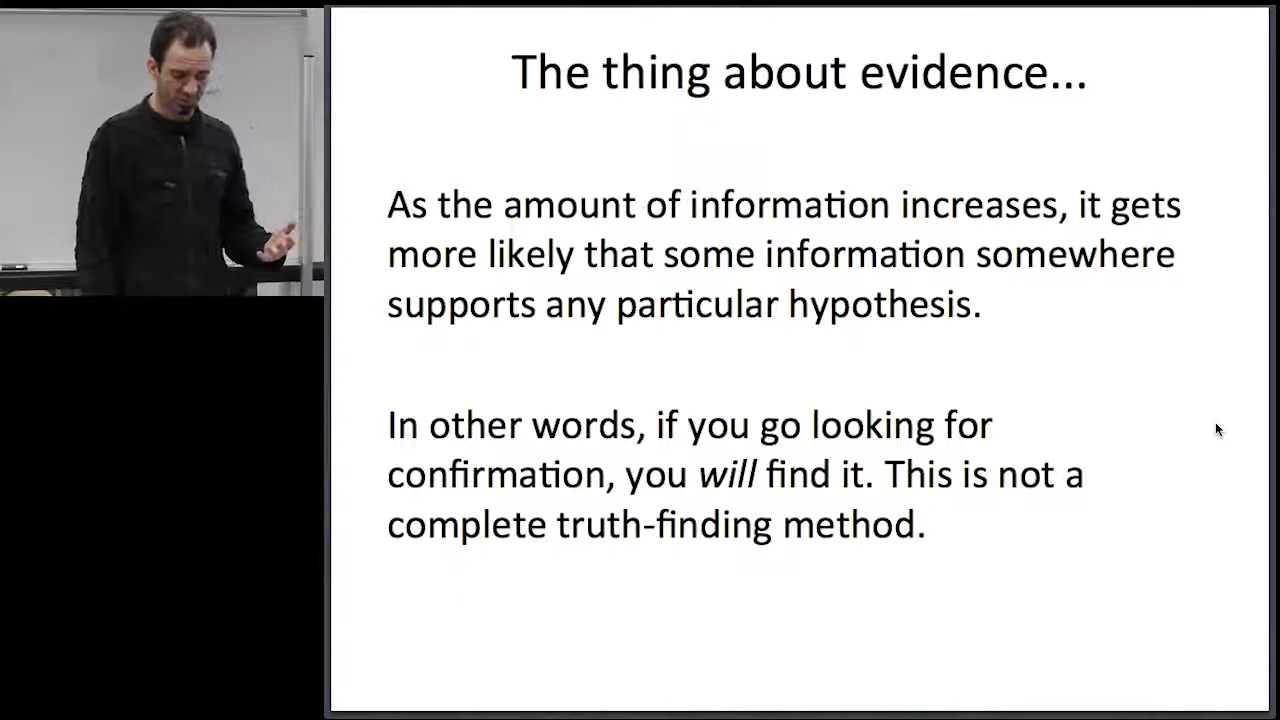 The thing about evidence...
As the amount of information increases, it gets
more likely that some information somewhere
supports any particular hypothesis.
In other words, if you go looking for
confirmation, you will find it. This is not a
complete truth-finding method.